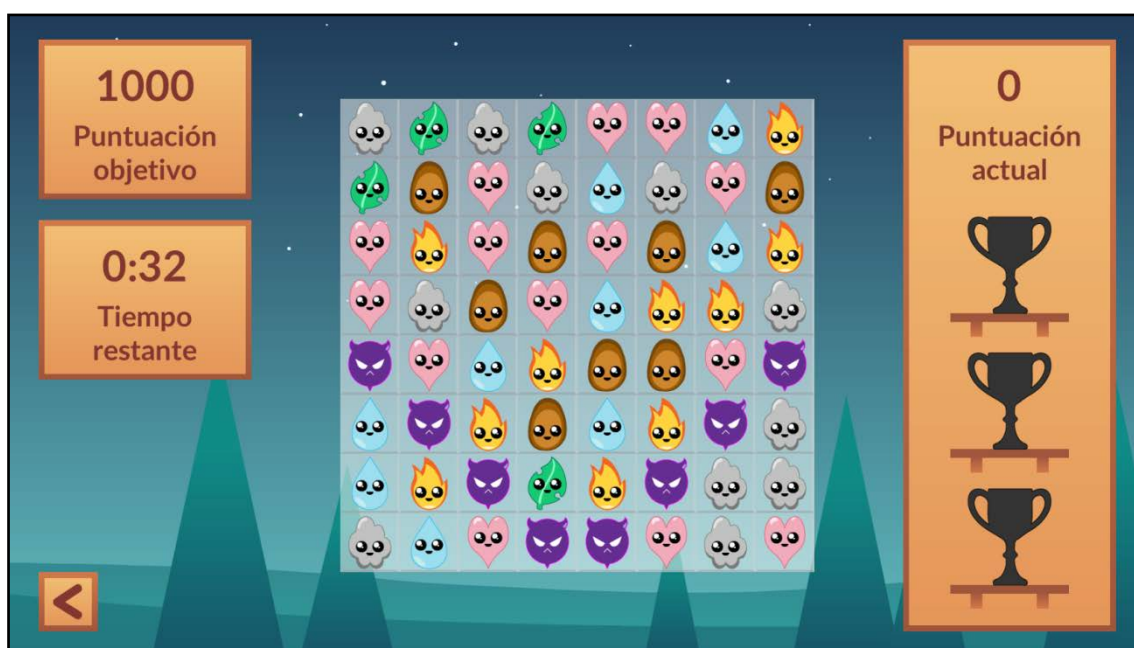 1000
Puntuación
objetivo
0:32
Tiempo
restante
0
Puntuación
actual